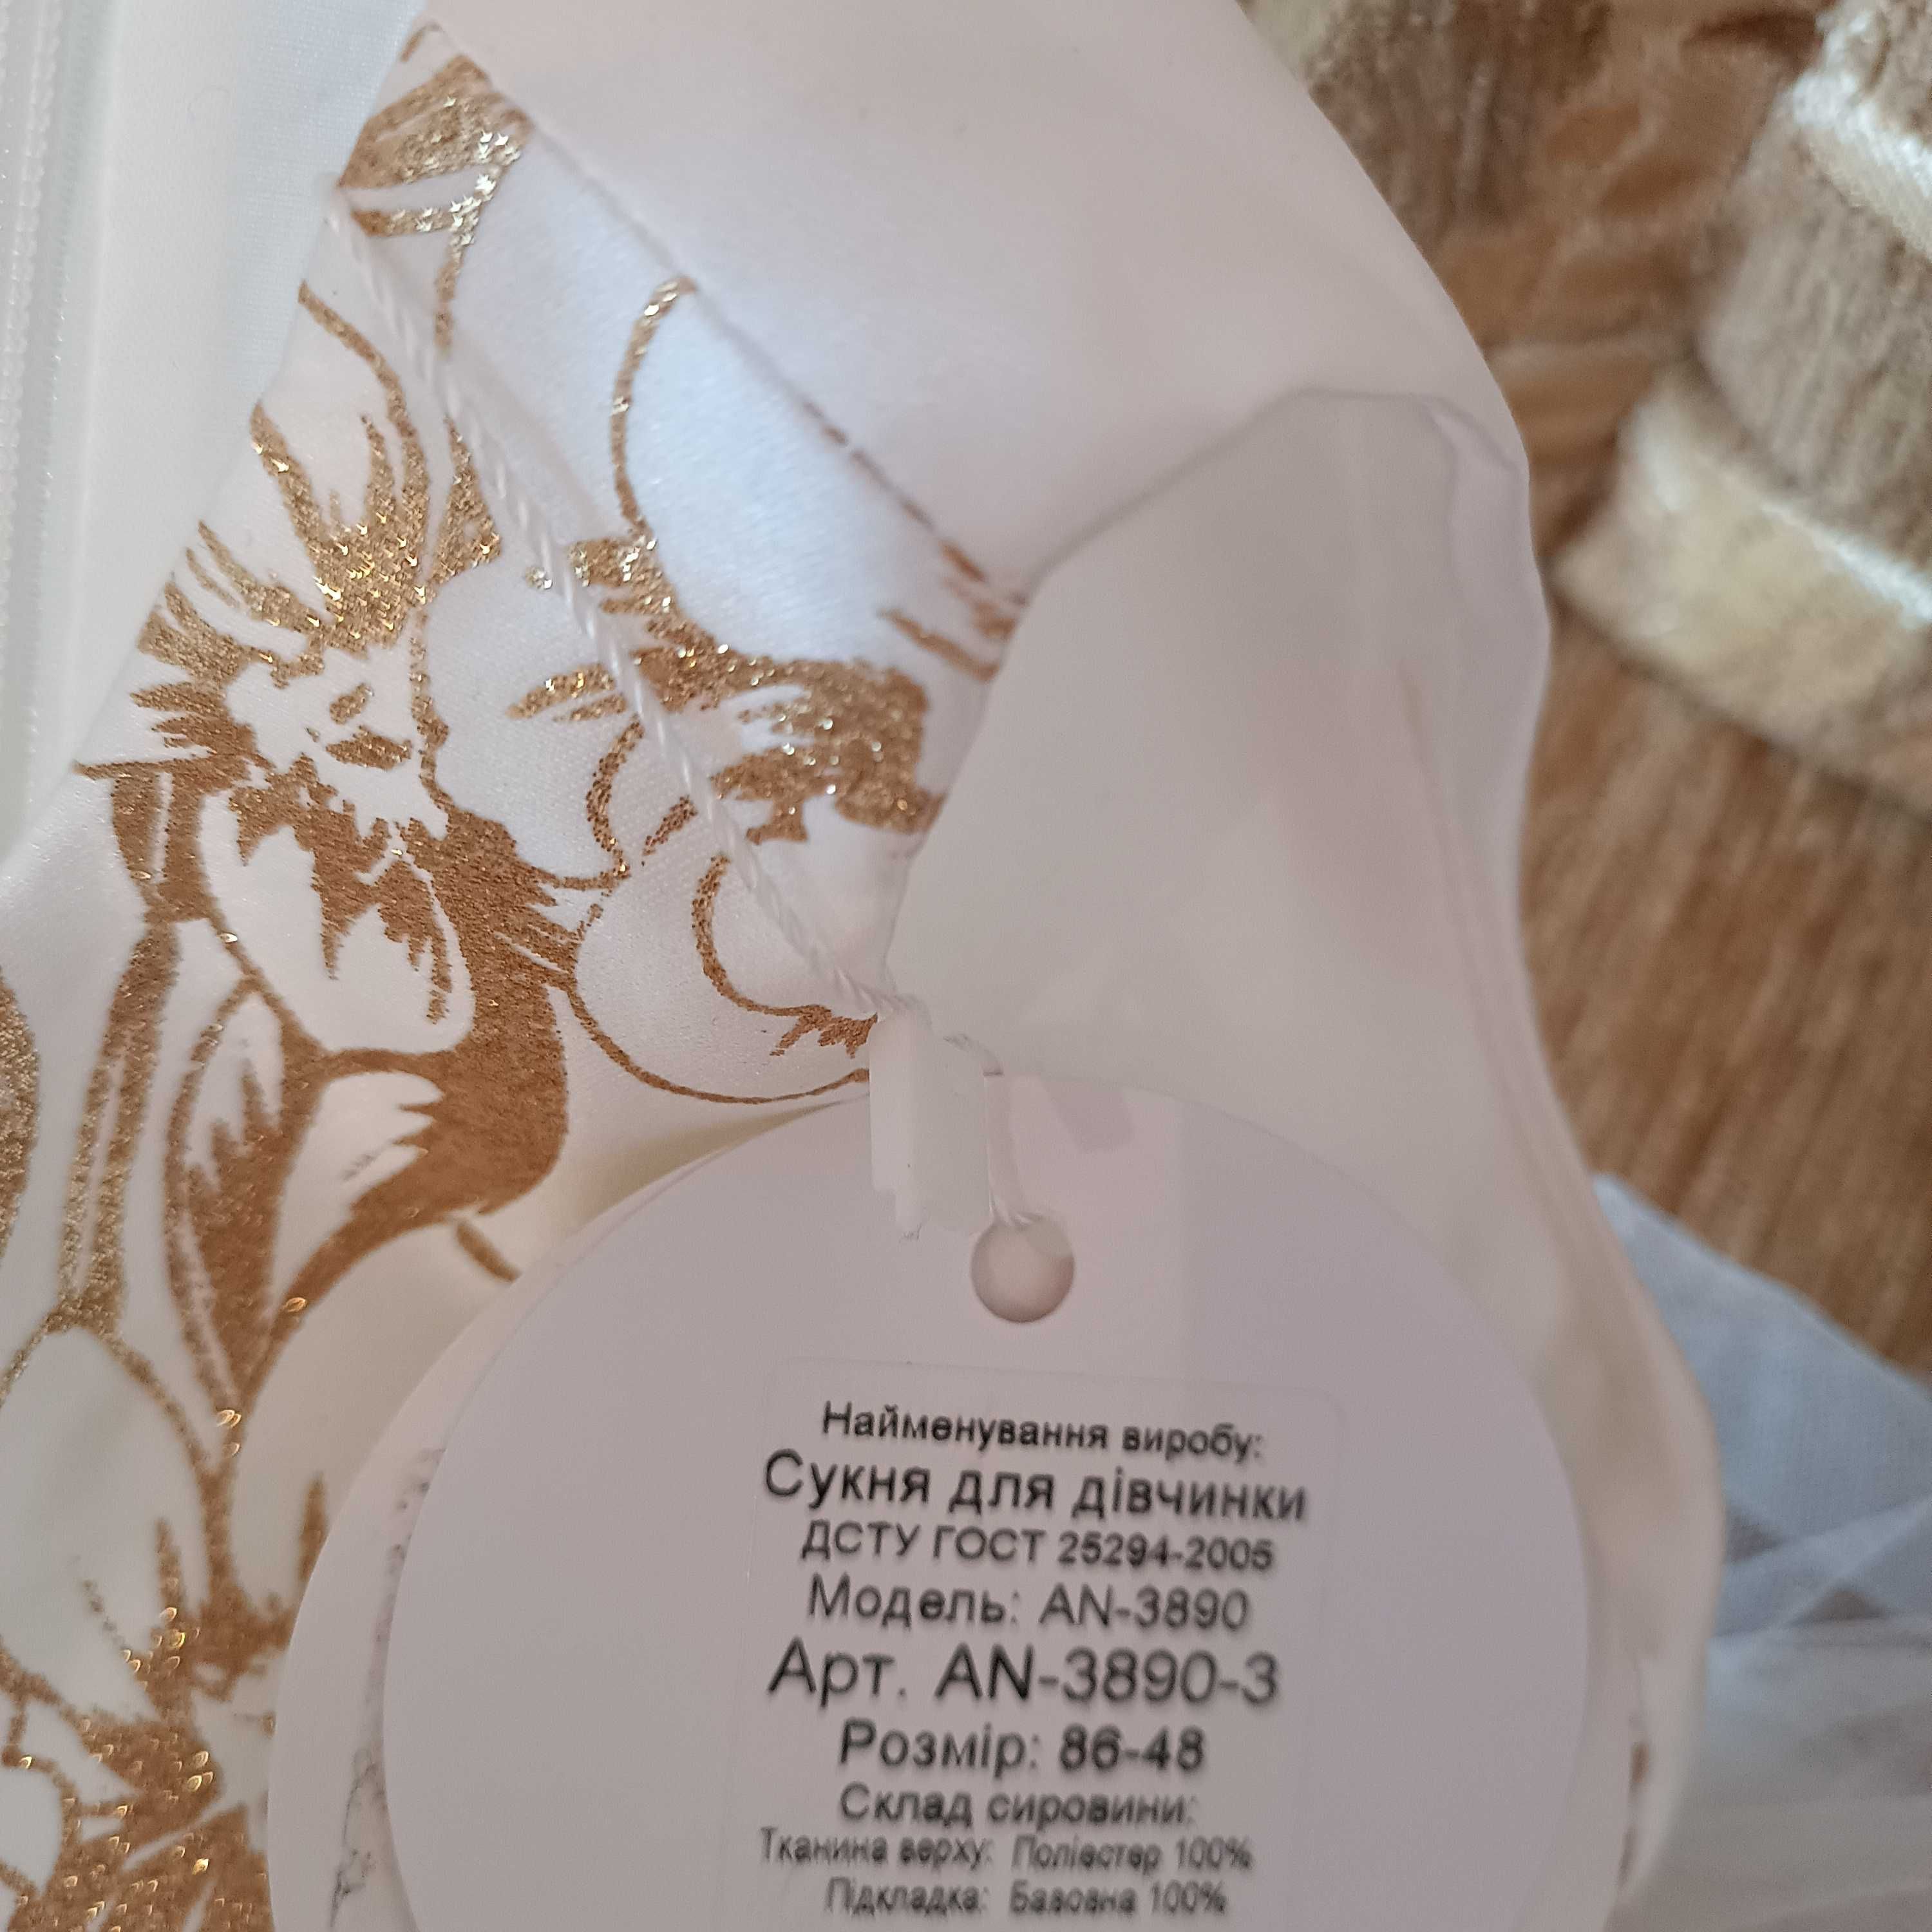 Найменування виробу:
Сукня для дівчинки
ДСТУ ГОСТ 25294-2005
Модель: AN-3890
Арт. AN-3890-3
Розмір: 86-48
Склад сировини:
Тканина верху: Поліестер 100%
Підкладка: Бавовна 100%